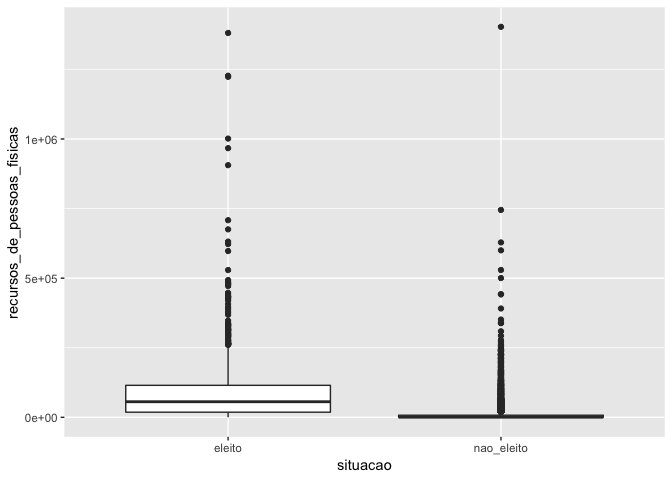 recursos_de_pessoas_fisicas
1e+06
5e+05
0e+00
eleito
nao_eleito
situacao